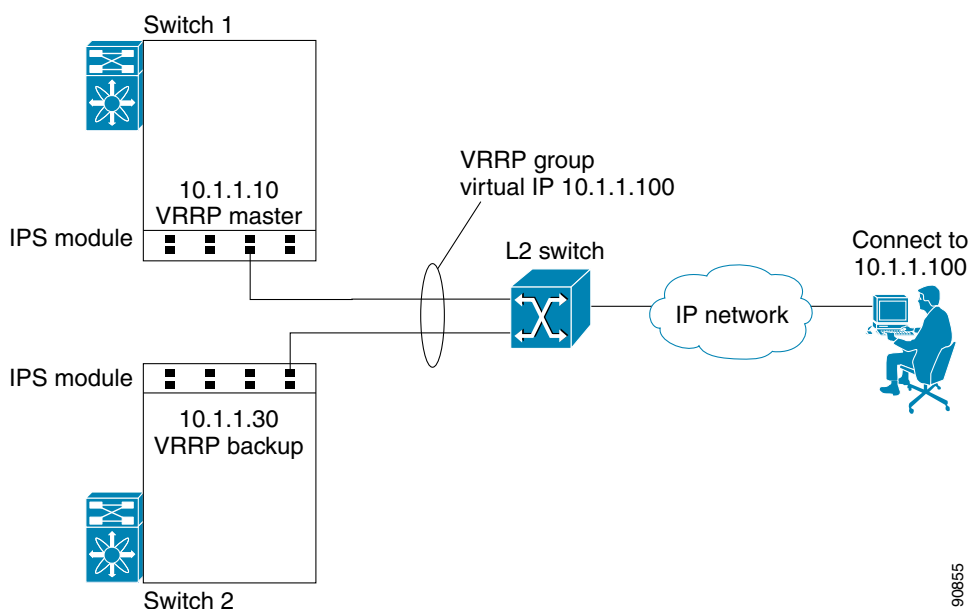 Switch 1
10.1.1.10
VRRP master
IPS module
VRRP group
virtual IP 10.1.1.100
L2 switch
IP network
Connect to
10.1.1.100
IPS module
10.1.1.30
VRRP backup
Switch 2
90855